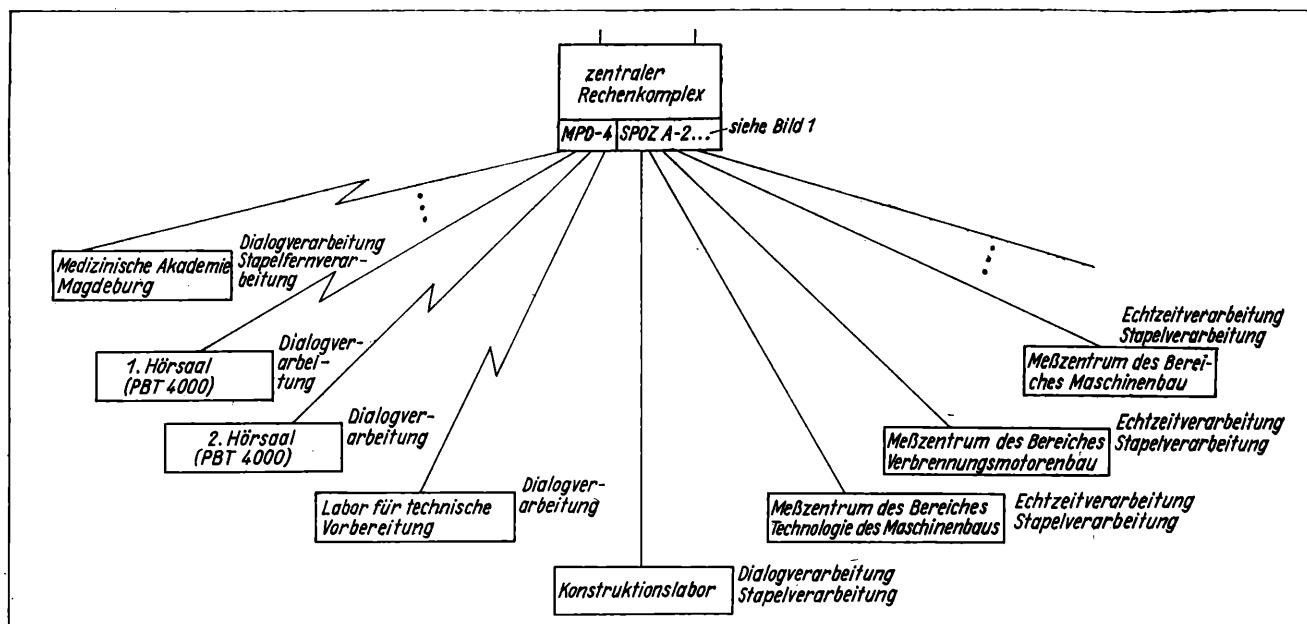 zentraler
Rechenkomplex
MPD-4 SPOZ A-2... siehe Bild 1
Dialogverarbeitung
Stapelfernverar-
beitung
Medizinische Akademie
Magdeburg
Dialogver-
arbei-
tung
1. Hörsaal
(PBT 4000)
Dialogver-
arbeitung
2. Hörsaal
(PBT 4000)
Dialogver-
arbeitung
Labor für technische
Vorbereitung
Konstruktionslabor
Dialogverarbeitung
Stapelverarbeitung
Meßzentrum des Bereiches
Technologie des Maschinenbaus
Echtzeitverarbeitung
Stapelverarbeitung
Meßzentrum des Bereiches
Verbrennungsmotorenbau
Echtzeitverarbeitung
Stapelverarbeitung
Echtzeitverarbeitung
Stapelverarbeitung
Meßzentrum des Berei-
ches Maschinenbau